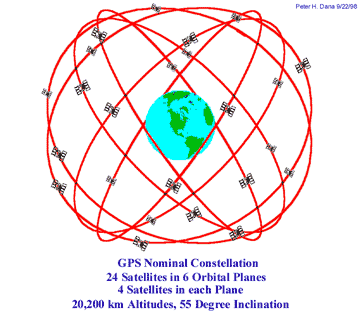 Peter H. Dana 9/22/98
GPS Nominal Constellation
24 Satellites in 6 Orbital Planes
4 Satellites in each Plane
20,200 km Altitudes, 55 Degree Inclination